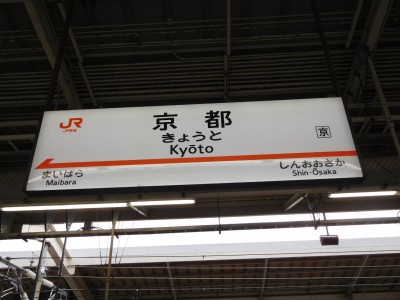 JR
JR東海
京都
きょうと
Kyōto
京
まいばら
Maibara
しんおおさか
Shin-Ōsaka